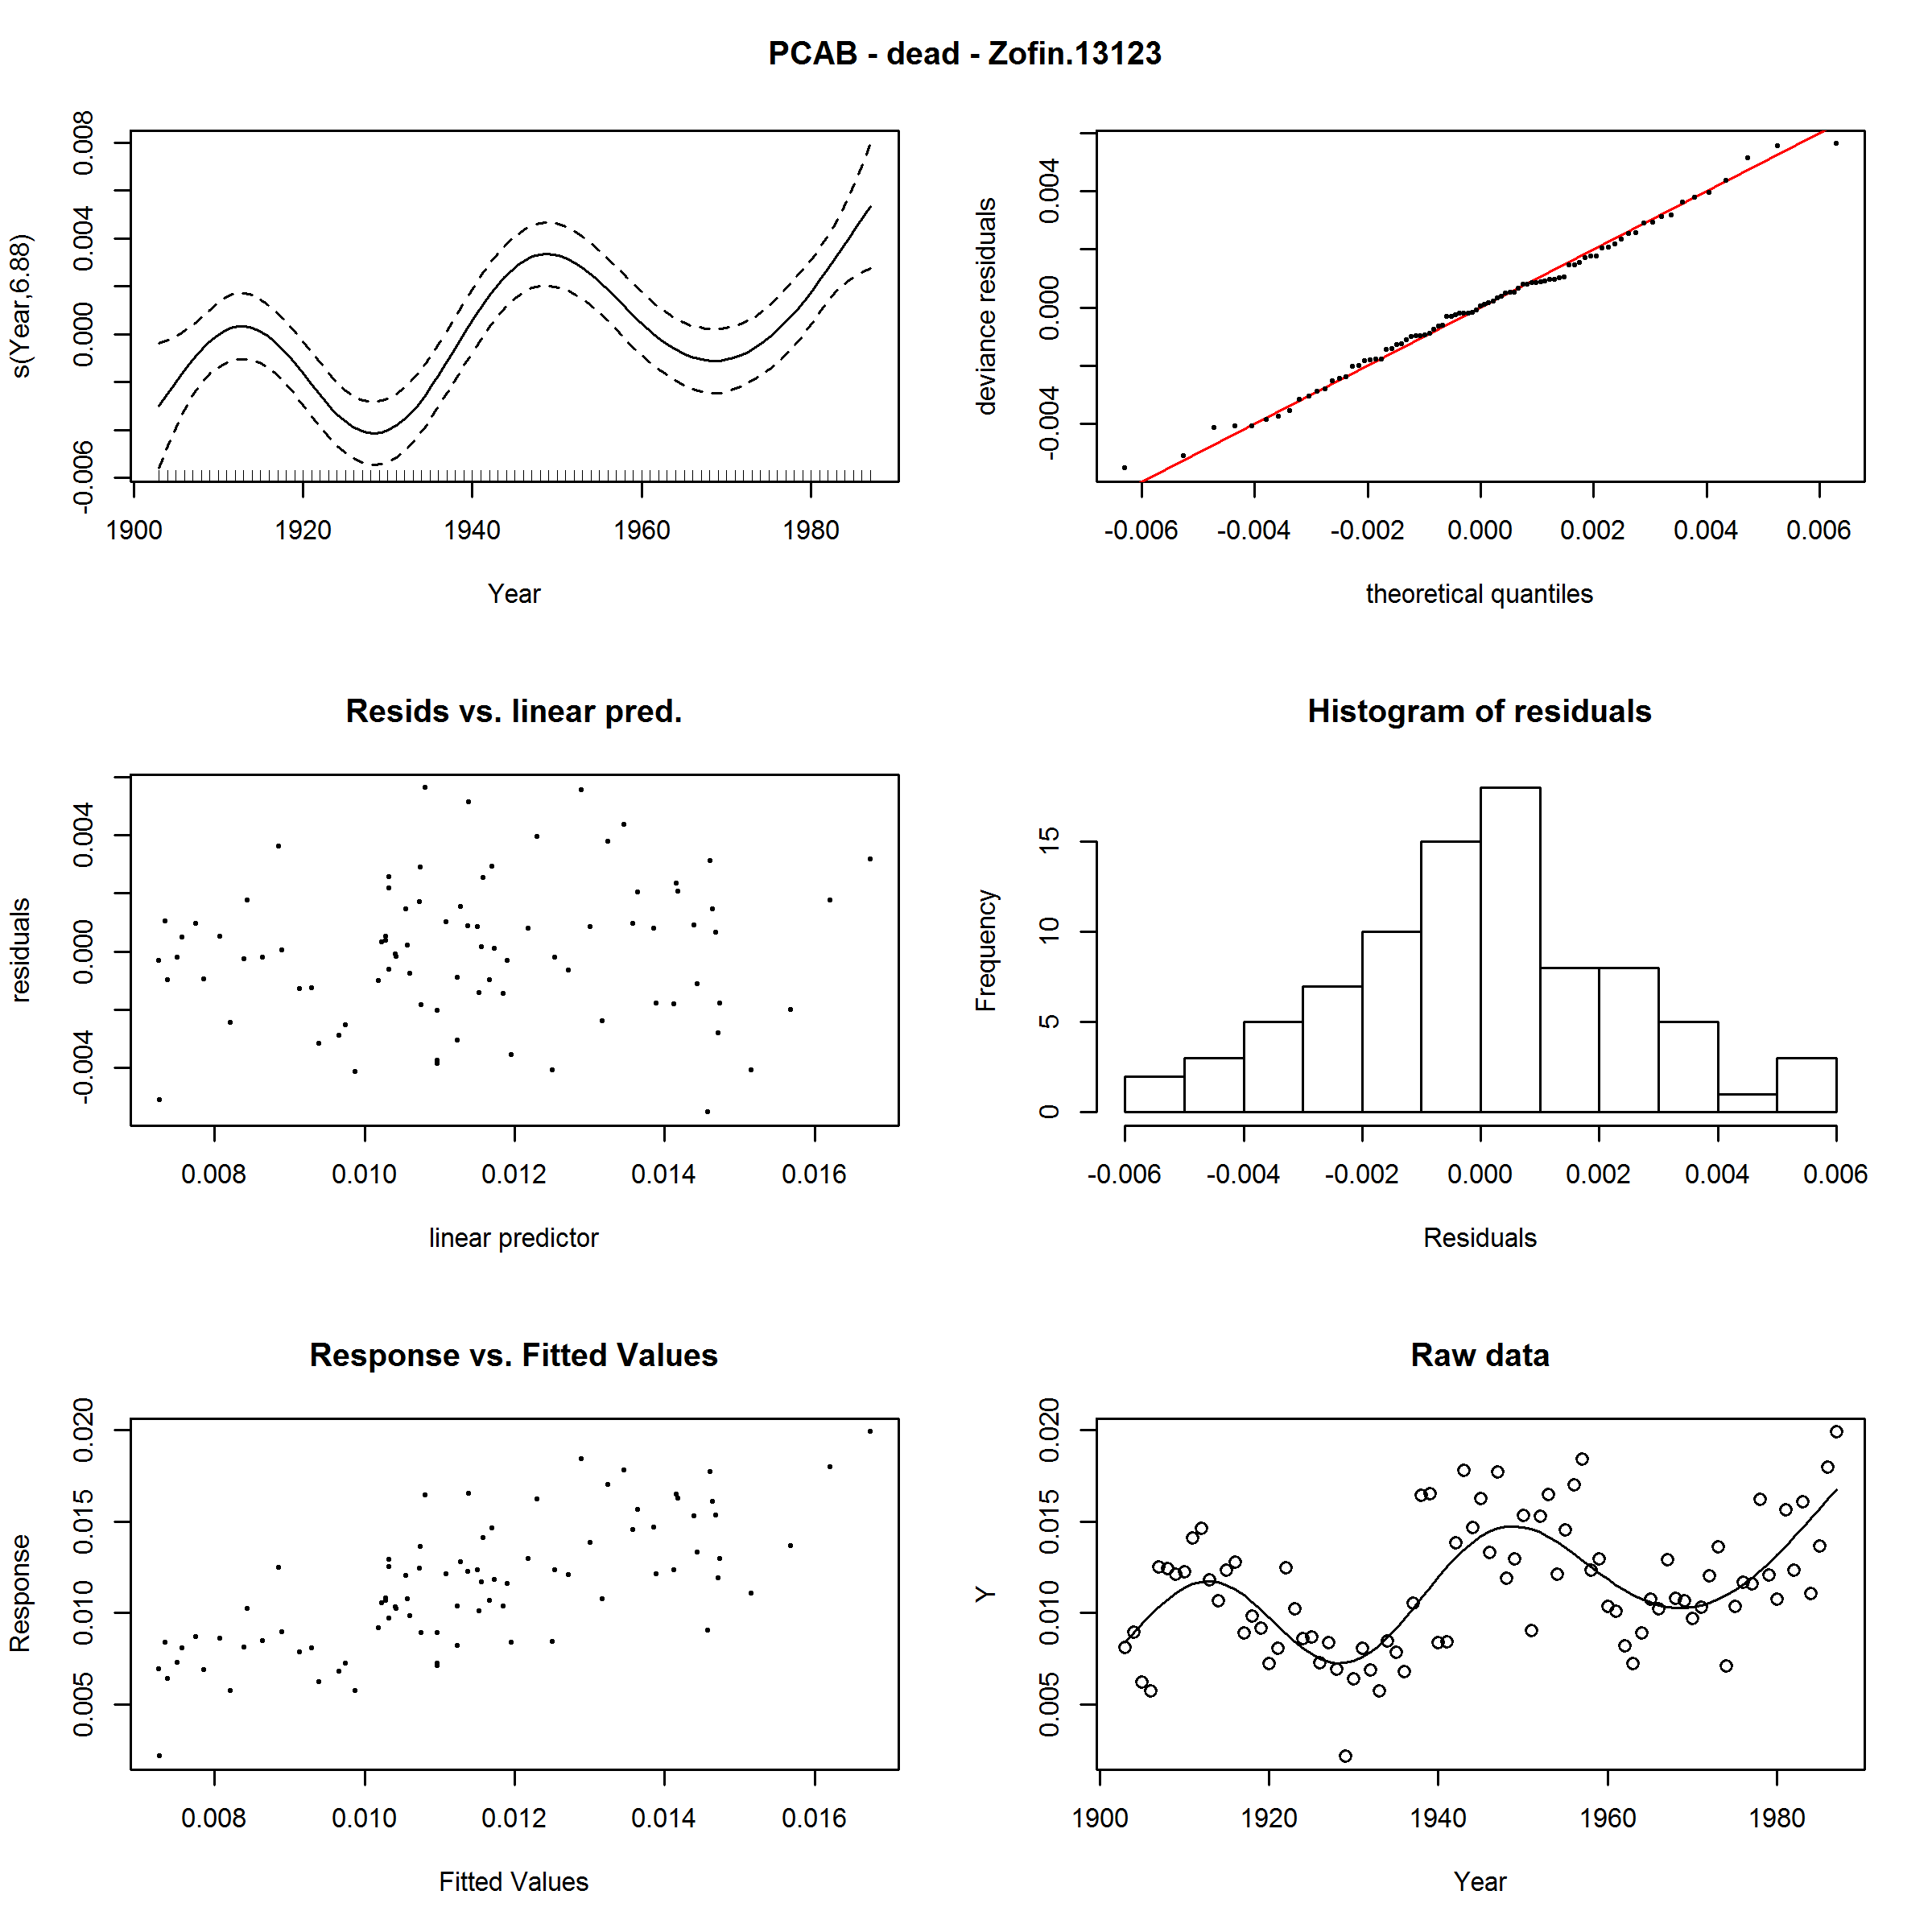 PCAB - dead - Zofin.13123
s(Year,6.88)
-0.006 0.000 0.004 0.008
1900 1920 1940 1960 1980
Year
deviance residuals
-0.004 0.000 0.004
-0.006 -0.004 -0.002 0.000 0.002 0.004 0.006
theoretical quantiles
Resids vs. linear pred.
residuals
-0.004 0.000 0.004
0.008 0.010 0.012 0.014 0.016
linear predictor
Histogram of residuals
Frequency
0 5 10 15
-0.006 -0.004 -0.002 0.000 0.002 0.004 0.006
Residuals
Response vs. Fitted Values
Response
0.005 0.010 0.015 0.020
0.008 0.010 0.012 0.014 0.016
Fitted Values
Raw data
Y
0.005 0.010 0.015 0.020
1900 1920 1940 1960 1980
Year